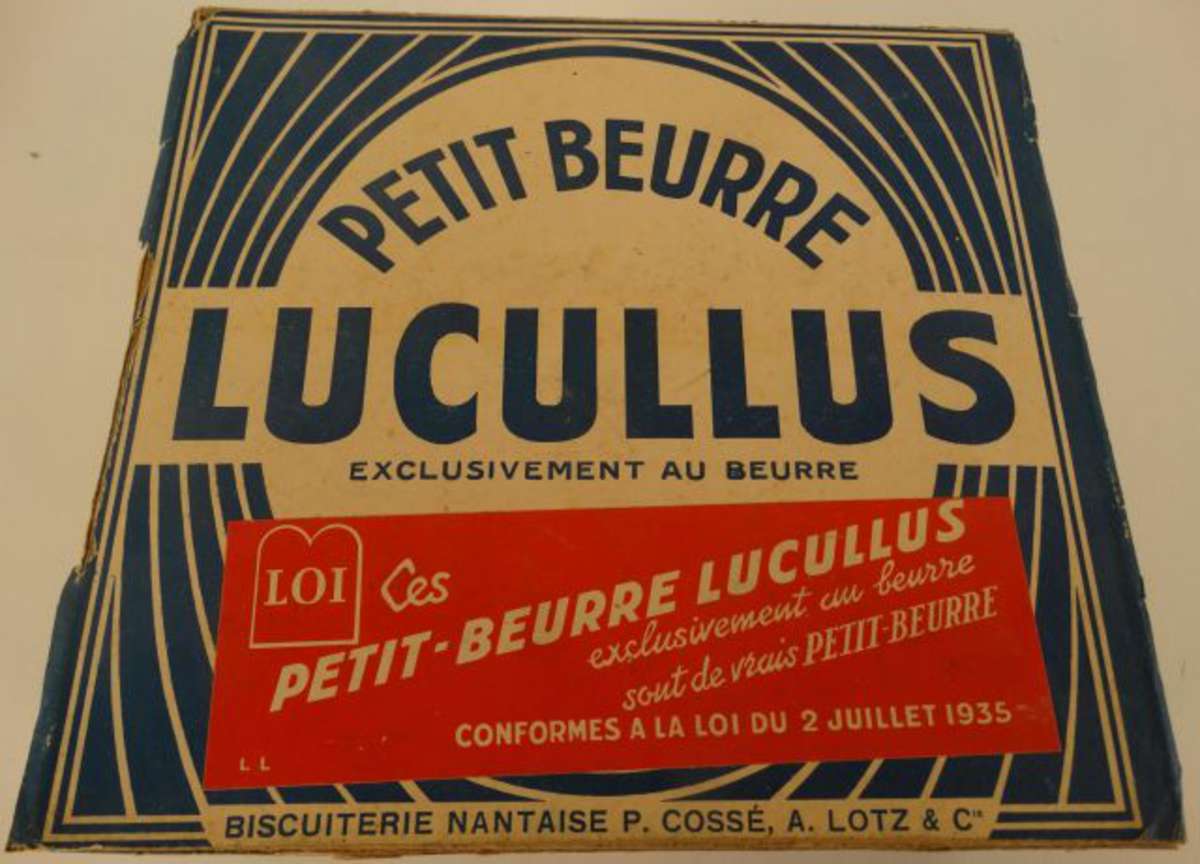 PETIT BEURRE
LUCULLUS
EXCLUSIVEMENT AU BEURRE
LOI
Ces
PETIT-BEURRE LUCULLUS
exclusivement au beurre
sont de vrais PETIT-BEURRE
CONFORMES A LA LOI DU 2 JUILLET 1935
L L
BISCUITERIE NANTAISE P. COSSÉ, A. LOTZ & Cie